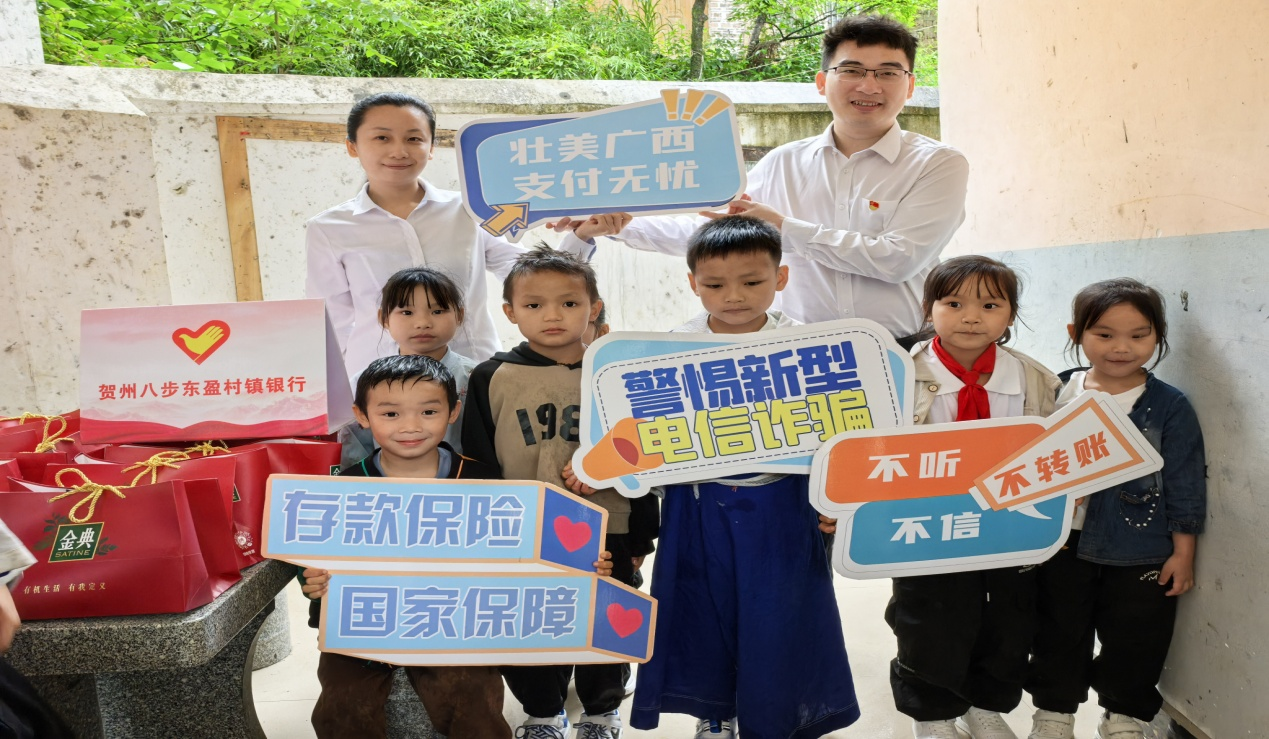 壮美广西
支付无忧
贺州八步东盈村镇银行
198
警惕新型
电信诈骗
不听
不转账
不信
存款保险
国家保障
金典
SATINE
有机生活 有我定义